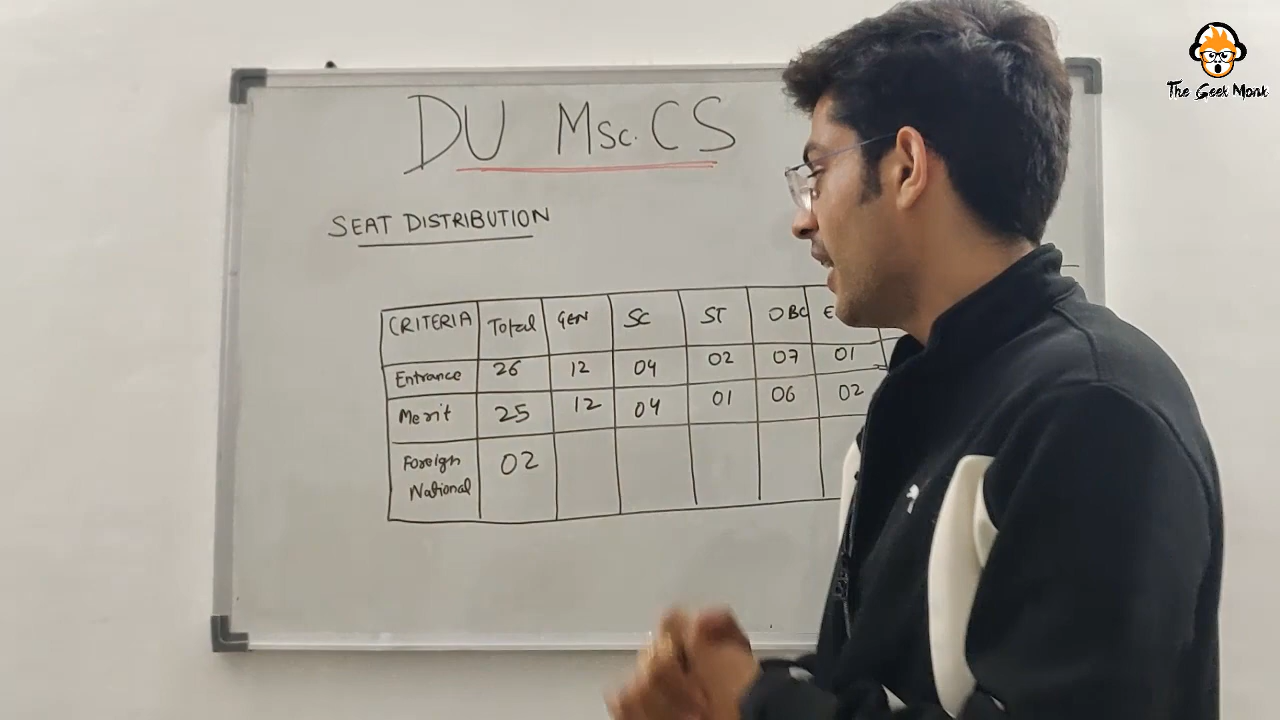 The Geek Monk
DU Msc. CS
SEAT DISTRIBUTION
CRITERIA Total GEN SC ST OBC
Entrance 26 12 04 02 07 01
Merit 25 12 04 01 06 02
Foreign 02
National